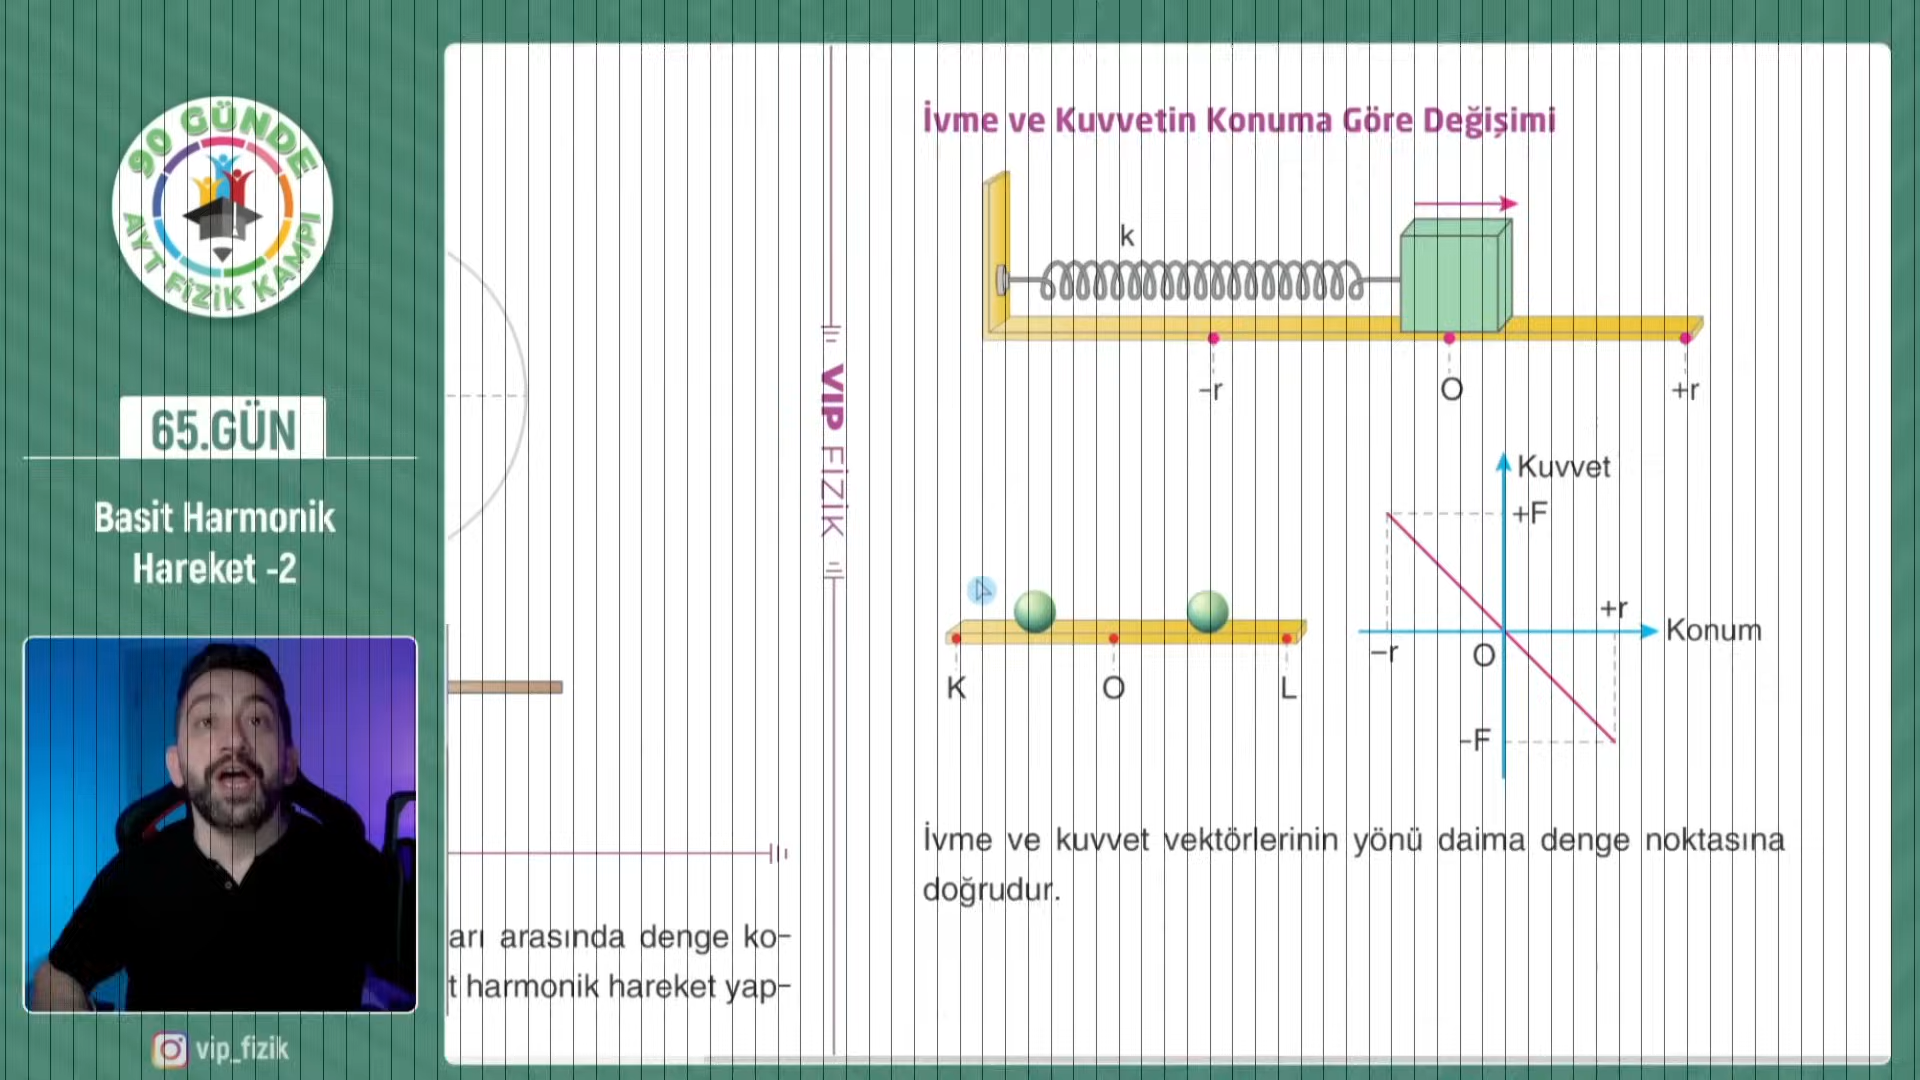 90 GÜNDE
AYT FİZİK KAMPI
65.GÜN
Basit Harmonik
Hareket -2
vip_fizik
VIP FİZİK
arı arasında denge ko-
t harmonik hareket yap-
İvme ve Kuvvetin Konuma Göre Değişimi
k
-r
O
+r
K
O
L
Kuvvet
+F
+r
Konum
-r
O
-F
İvme ve kuvvet vektörlerinin yönü daima denge noktasına
doğrudur.